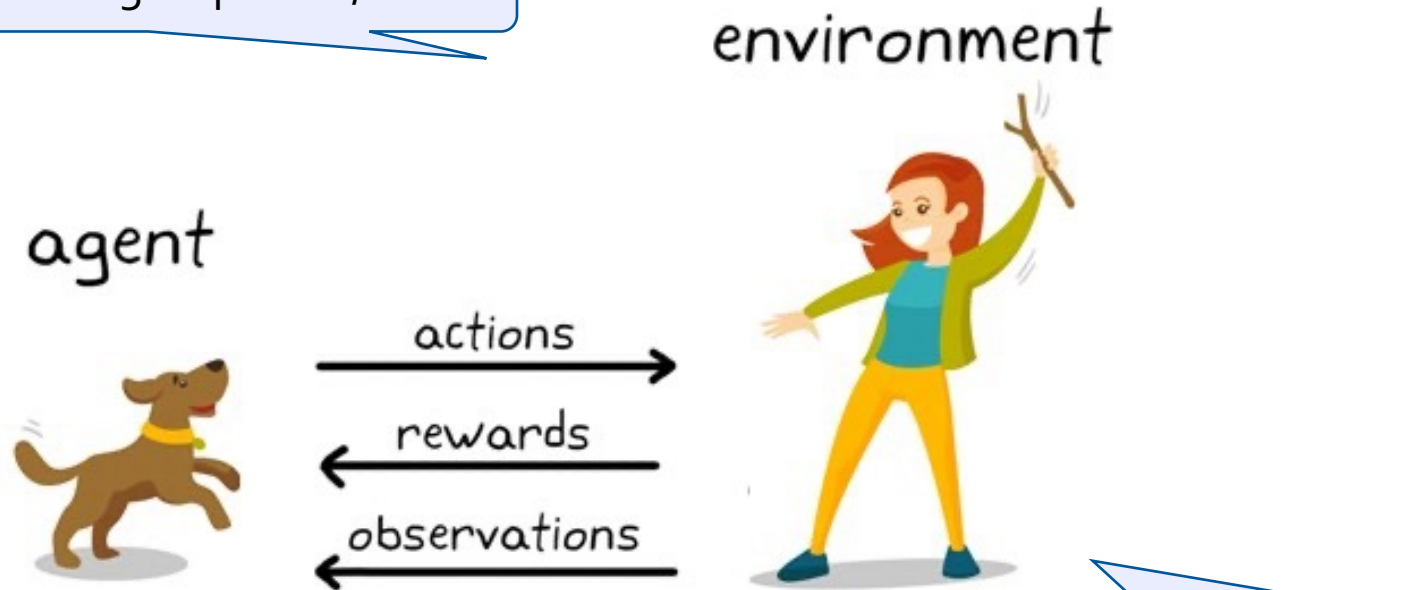 environment
agent
actions
rewards
observations